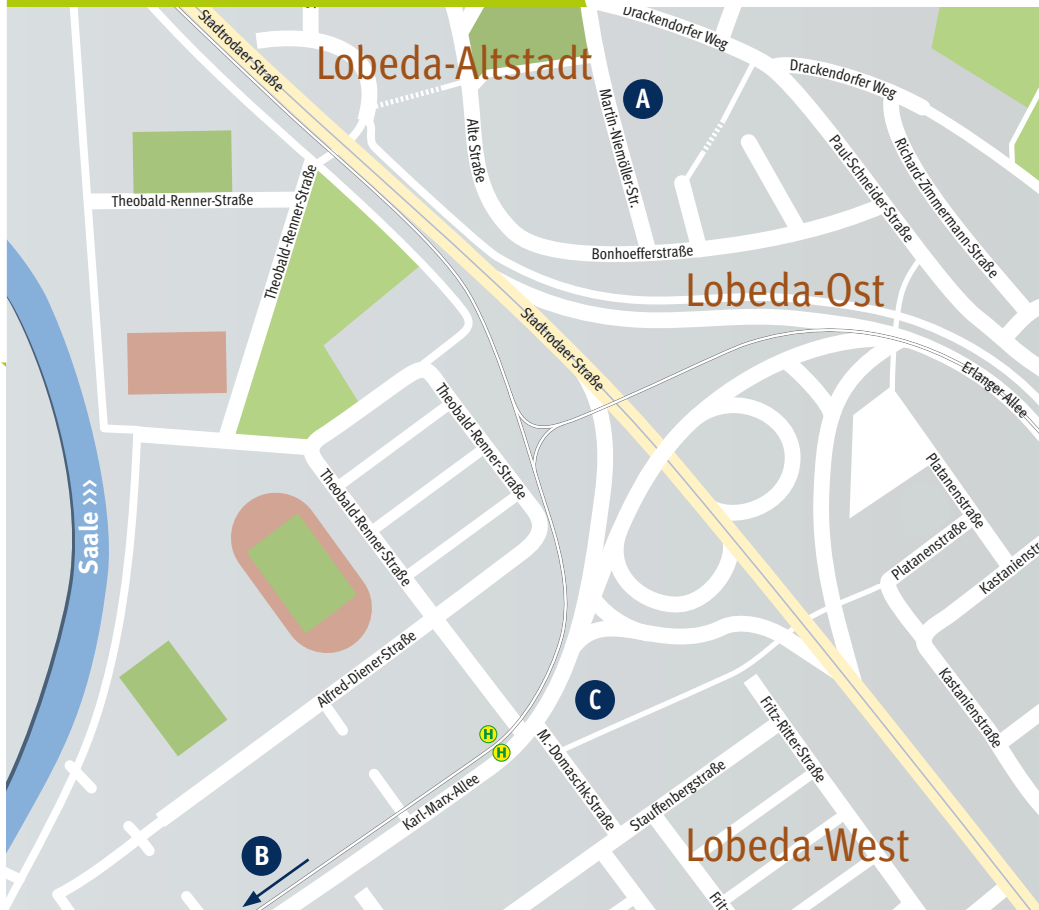 Drackendorfer Weg
Stadtrodaer Straße
Lobeda-Altstadt
Drackendorfer Weg
A
Martin-Niemöller-Str.
Alte Straße
Paul-Schneider-Straße
Richard-Zimmermann-Straße
Theobald-Renner-Straße
Theobald-Renner-Straße
Bonhoefferstraße
Lobeda-Ost
Stadtrodaer Straße
Erlanger Allee
Theobald-Renner-Straße
Platanenstraße
Theobald-Renner-Straße
Saale >>>
Platanenstraße
Kastanienstr
Alfred-Diener-Straße
Kastanienstraße
C
Fritz-Ritter-Straße
H
H
M.-Domaschk-Straße
Stauffenbergstraße
Karl-Marx-Allee
Lobeda-West
B
Fritz